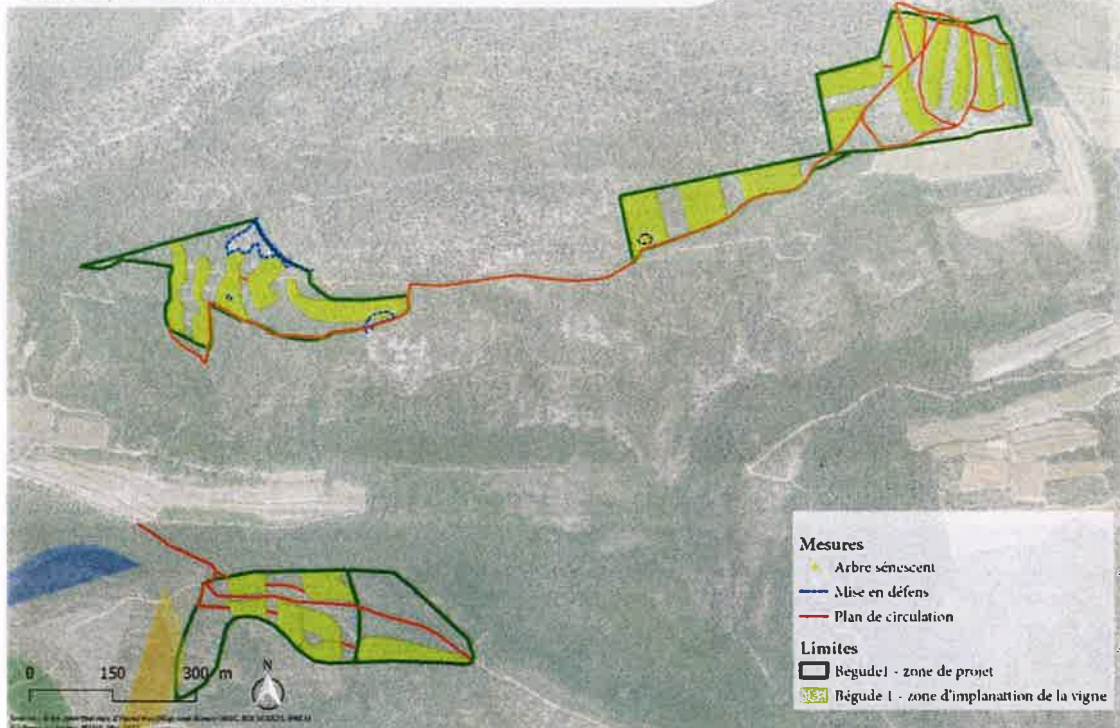 Mesures
Arbre sénescent
Mise en défens
Plan de circulation
Limites
Begude1 - zone de projet
Bégude 1 - zone d'implanattion de la vigne
0 150 300 m
N